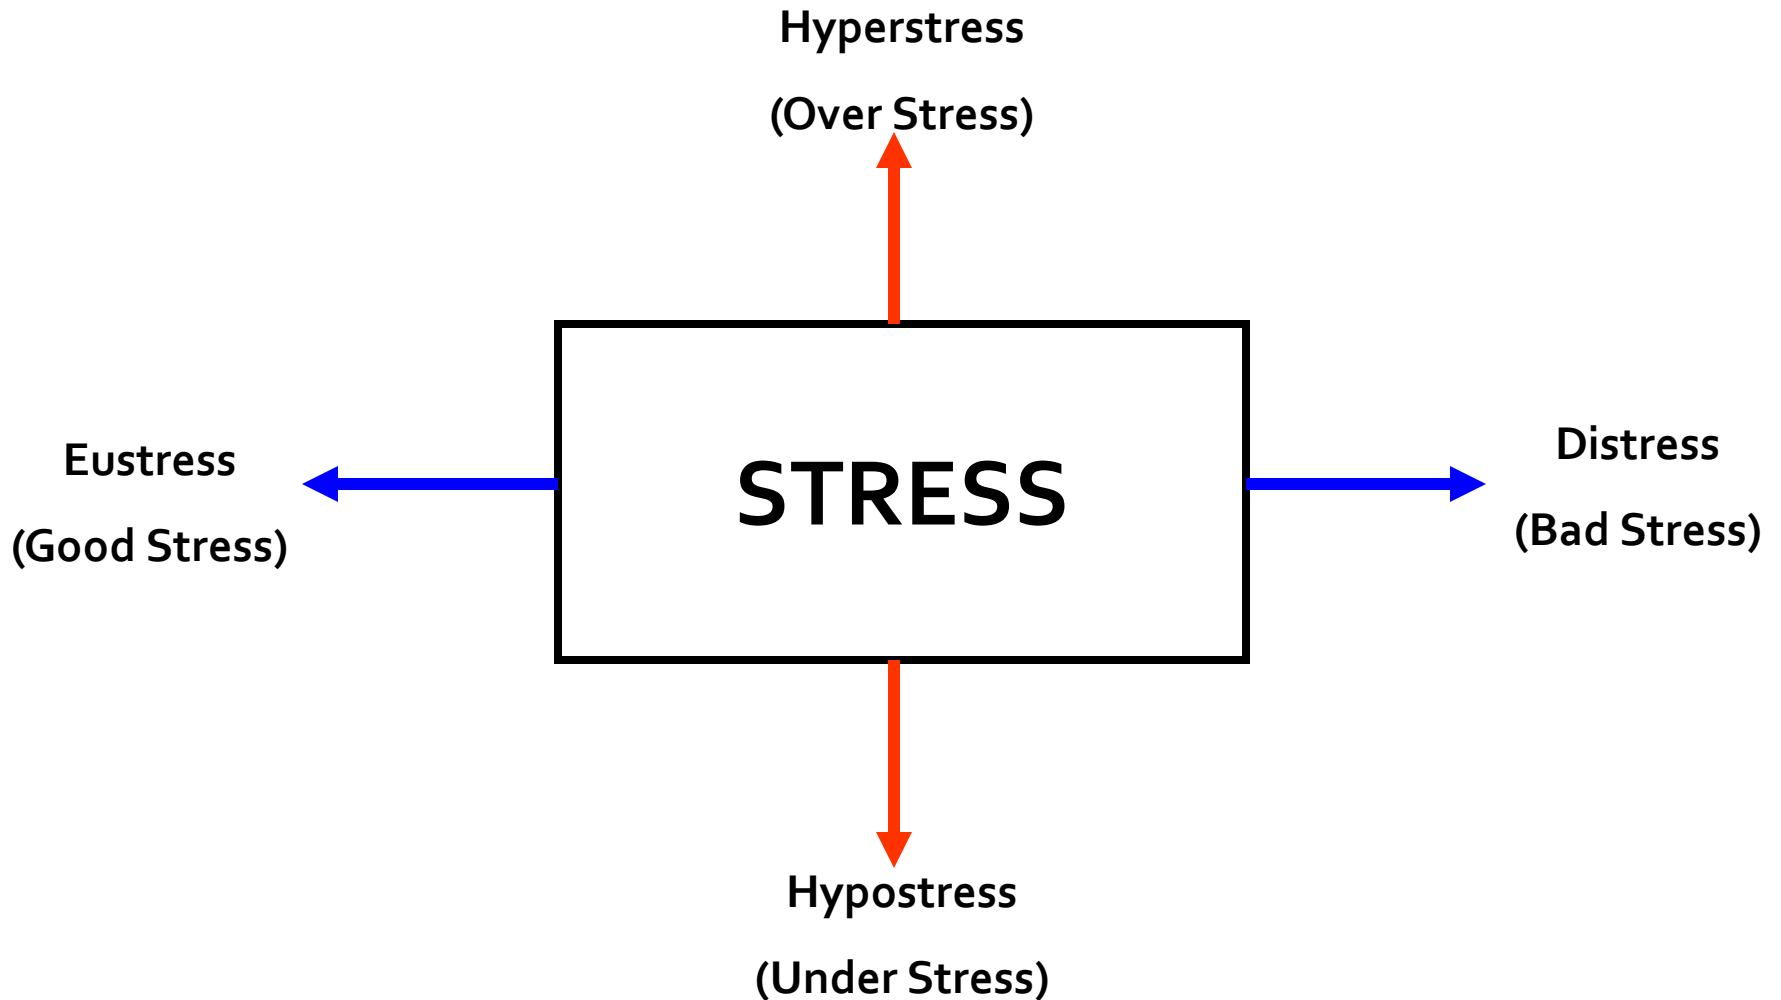 Hyperstress
(Over Stress)
Eustress
(Good Stress)
STRESS
Distress
(Bad Stress)
Hypostress
(Under Stress)